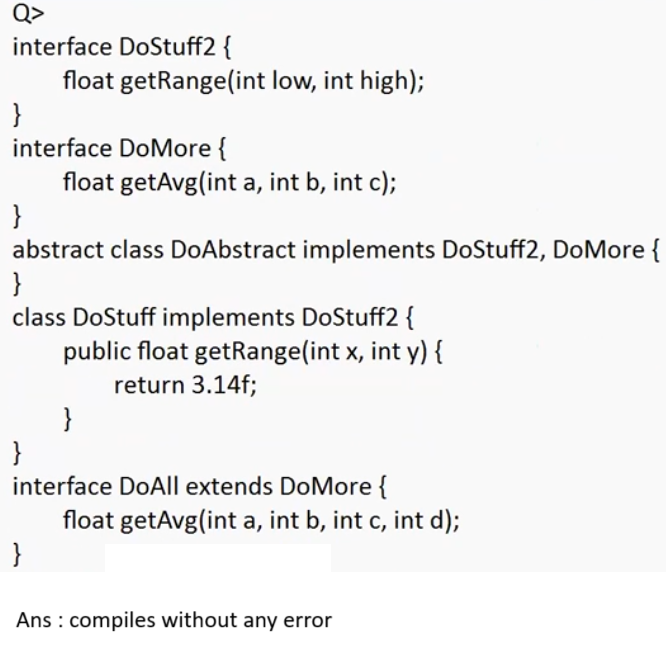 Q>
interface DoStuff2 {
float getRange(int low, int high);
}
interface DoMore {
float getAvg(int a, int b, int c);
}
abstract class DoAbstract implements DoStuff2, DoMore {
}
class DoStuff implements DoStuff2 {
public float getRange(int x, int y) {
return 3.14f;
}
}
interface DoAll extends DoMore {
float getAvg(int a, int b, int c, int d);
}
Ans : compiles without any error